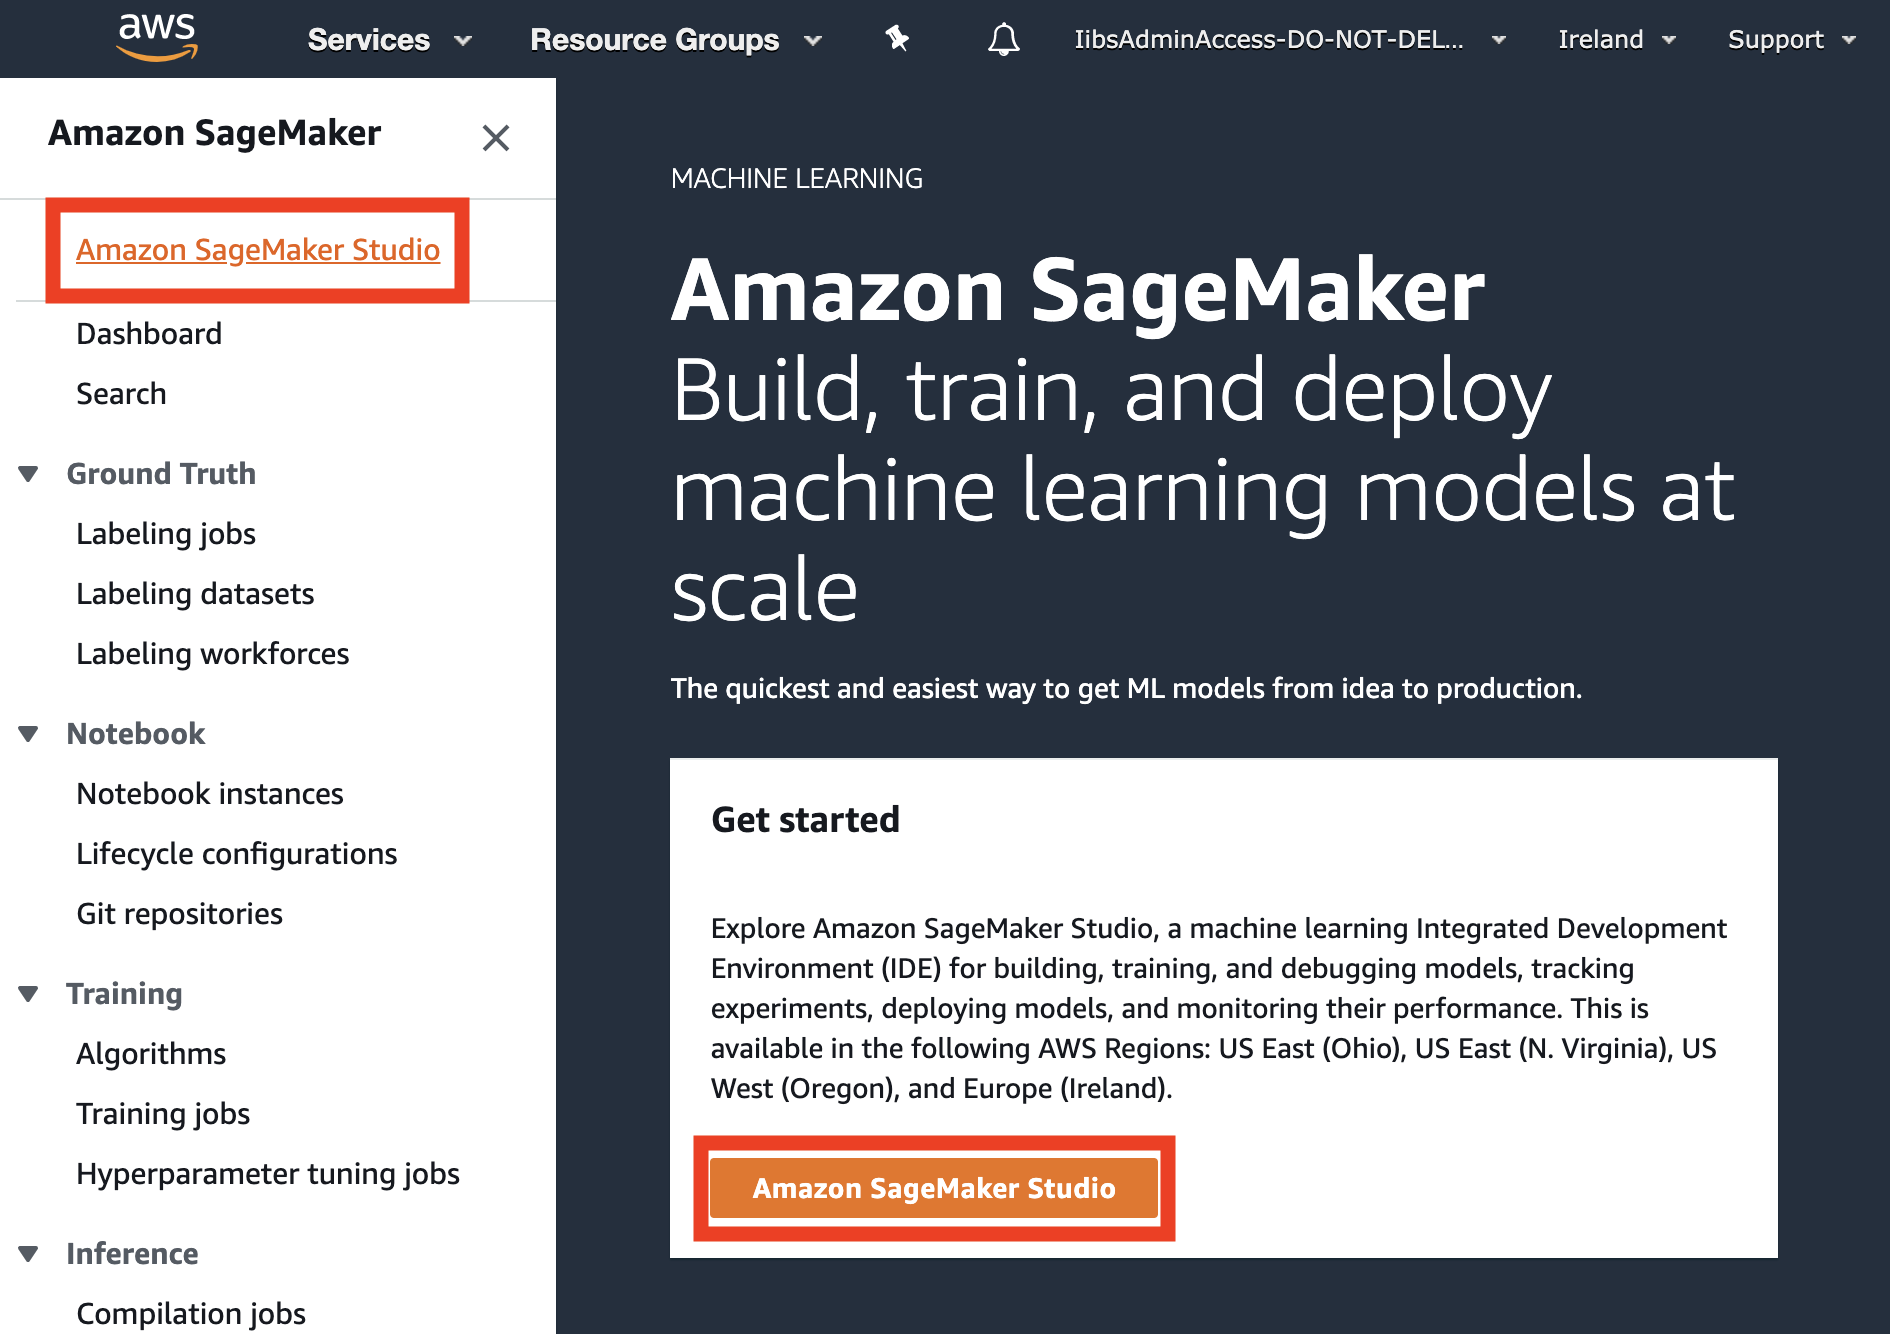 aws
Services
Resource Groups
IibsAdminAccess-DO-NOT-DEL...
Ireland
Support
Amazon SageMaker
Amazon SageMaker Studio
Dashboard
Search
Ground Truth
Labeling jobs
Labeling datasets
Labeling workforces
Notebook
Notebook instances
Lifecycle configurations
Git repositories
Training
Algorithms
Training jobs
Hyperparameter tuning jobs
Inference
Compilation jobs
MACHINE LEARNING
Amazon SageMaker
Build, train, and deploy
machine learning models at
scale
The quickest and easiest way to get ML models from idea to production.
Get started
Explore Amazon SageMaker Studio, a machine learning Integrated Development
Environment (IDE) for building, training, and debugging models, tracking
experiments, deploying models, and monitoring their performance. This is
available in the following AWS Regions: US East (Ohio), US East (N. Virginia), US
West (Oregon), and Europe (Ireland).
Amazon SageMaker Studio